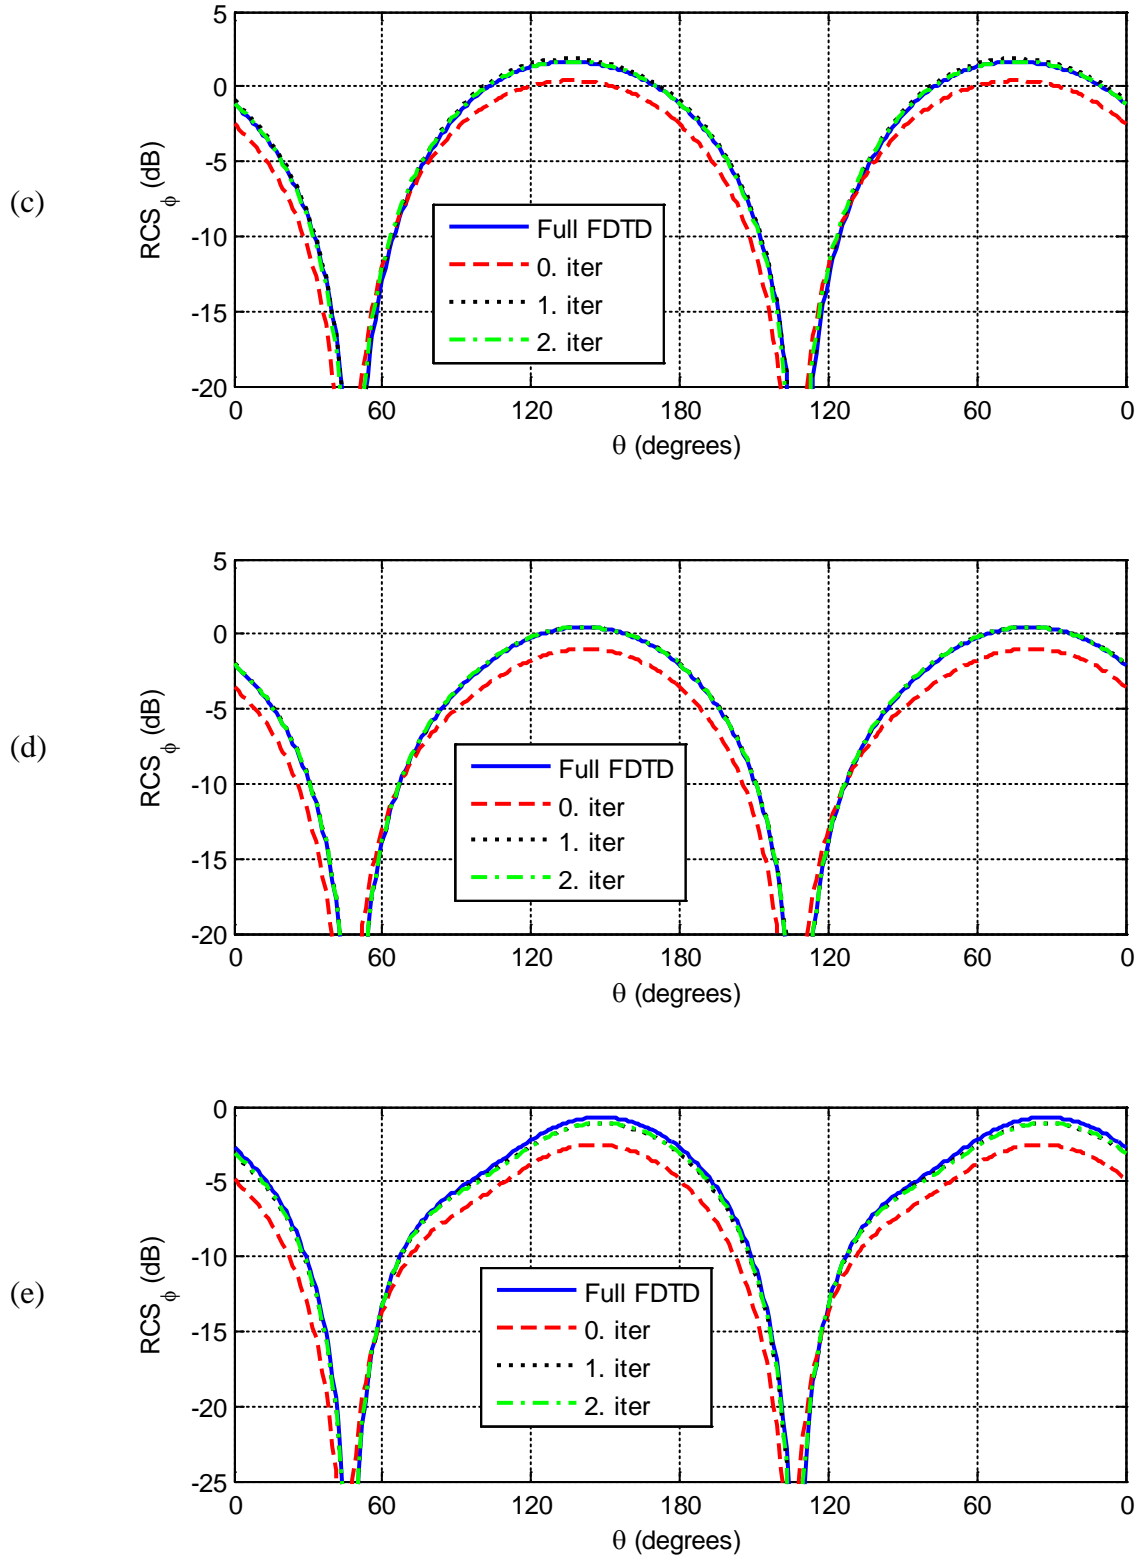 (c)
RCS_ϕ (dB)
5
0
-5
-10
-15
-20
Full FDTD
0. iter
1. iter
2. iter
0 60 120 180 120 60 0
θ (degrees)
(d)
RCS_ϕ (dB)
5
0
-5
-10
-15
-20
Full FDTD
0. iter
1. iter
2. iter
0 60 120 180 120 60 0
θ (degrees)
(e)
RCS_ϕ (dB)
0
-5
-10
-15
-20
-25
Full FDTD
0. iter
1. iter
2. iter
0 60 120 180 120 60 0
θ (degrees)